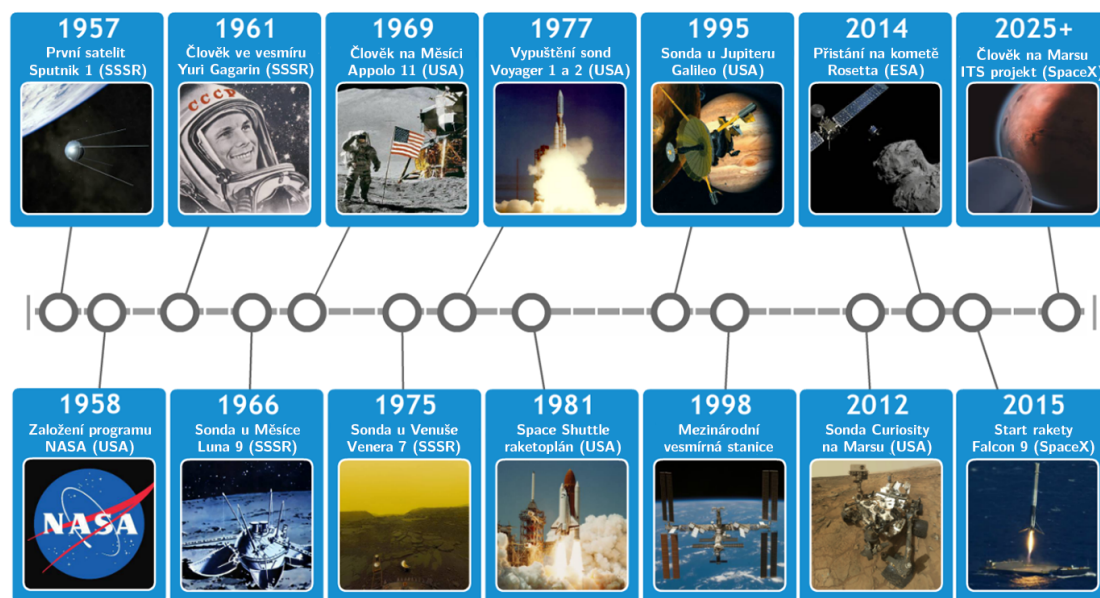 1957
První satelit
Sputnik 1 (SSSR)
1961
Člověk ve vesmíru
Yuri Gagarin (SSSR)
CCCP
1969
Člověk na Měsíci
Appolo 11 (USA)
1977
Vypuštění sond
Voyager 1 a 2 (USA)
1995
Sonda u Jupiteru
Galileo (USA)
2014
Přistání na kometě
Rosetta (ESA)
2025+
Člověk na Marsu
ITS projekt (SpaceX)
1958
Založení programu
NASA (USA)
NASA
1966
Sonda u Měsíce
Luna 9 (SSSR)
1975
Sonda u Venuše
Venera 7 (SSSR)
1981
Space Shuttle
raketoplán (USA)
1998
Mezinárodní
vesmírná stanice
2012
Sonda Curiosity
na Marsu (USA)
2015
Start rakety
Falcon 9 (SpaceX)